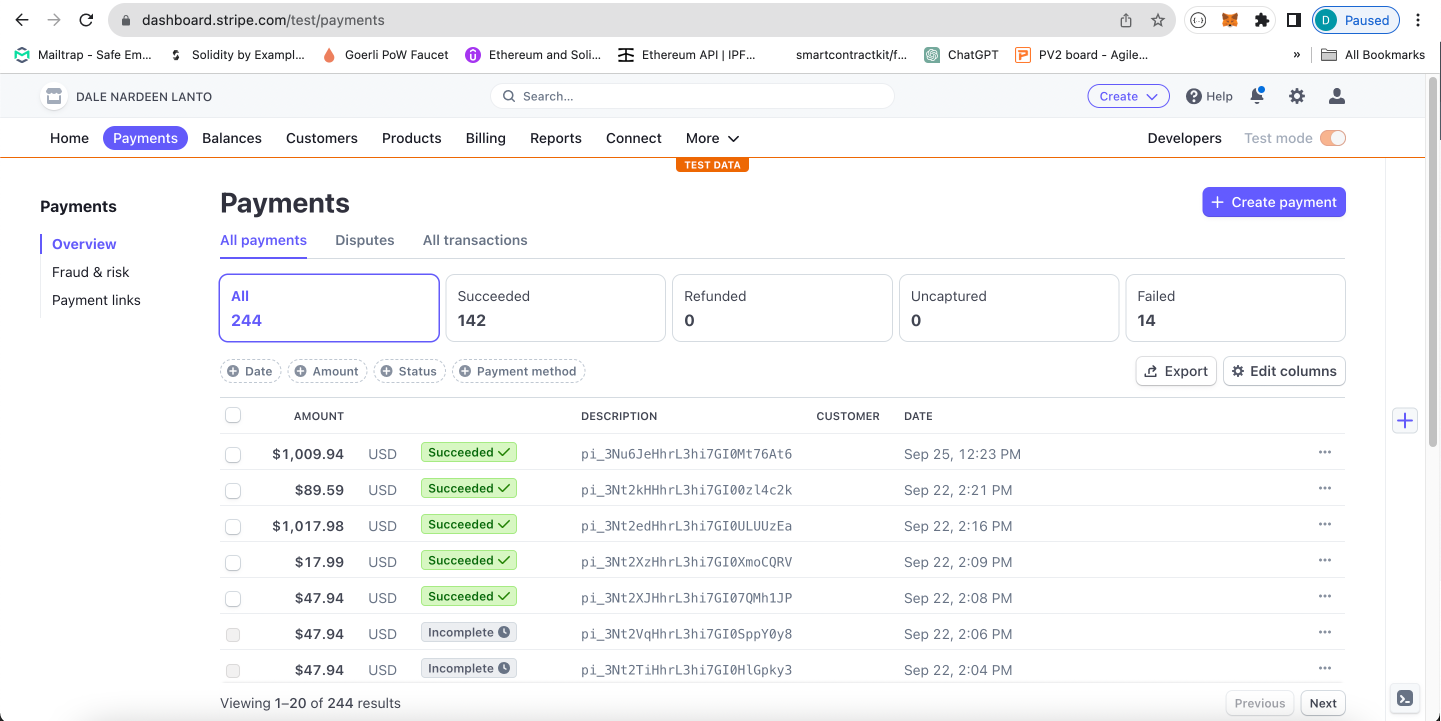 dashboard.stripe.com/test/payments
D Paused
Mailtrap - Safe Em... Solidity by Exampl... Goerli PoW Faucet Ethereum and Soli... Ethereum API | IPF... smartcontractkit/f... ChatGPT PV2 board - Agile... » All Bookmarks
DALE NARDEEN LANTO Search... Create Help
Home Payments Balances Customers Products Billing Reports Connect More Developers Test mode
TEST DATA
Payments
Overview
Fraud & risk
Payment links
Payments
Create payment
All payments Disputes All transactions
All Succeeded Refunded Uncaptured Failed
244 142 0 0 14
Date Amount Status Payment method Export Edit columns
AMOUNT DESCRIPTION CUSTOMER DATE
$1,009.94 USD Succeeded pi_3Nu6JeHhrL3hi7GI0Mt76At6 Sep 25, 12:23 PM
$89.59 USD Succeeded pi_3Nt2kHHhrL3hi7GI00zl4c2k Sep 22, 2:21 PM
$1,017.98 USD Succeeded pi_3Nt2edHhrL3hi7GI0ULUUzEa Sep 22, 2:16 PM
$17.99 USD Succeeded pi_3Nt2XzHhrL3hi7GI0XmoCQRV Sep 22, 2:09 PM
$47.94 USD Succeeded pi_3Nt2XJHhrL3hi7GI07QMh1JP Sep 22, 2:08 PM
$47.94 USD Incomplete pi_3Nt2VqHhrL3hi7GI0SppY0y8 Sep 22, 2:06 PM
$47.94 USD Incomplete pi_3Nt2TiHhrL3hi7GI0HlGpky3 Sep 22, 2:04 PM
Viewing 1–20 of 244 results Previous Next